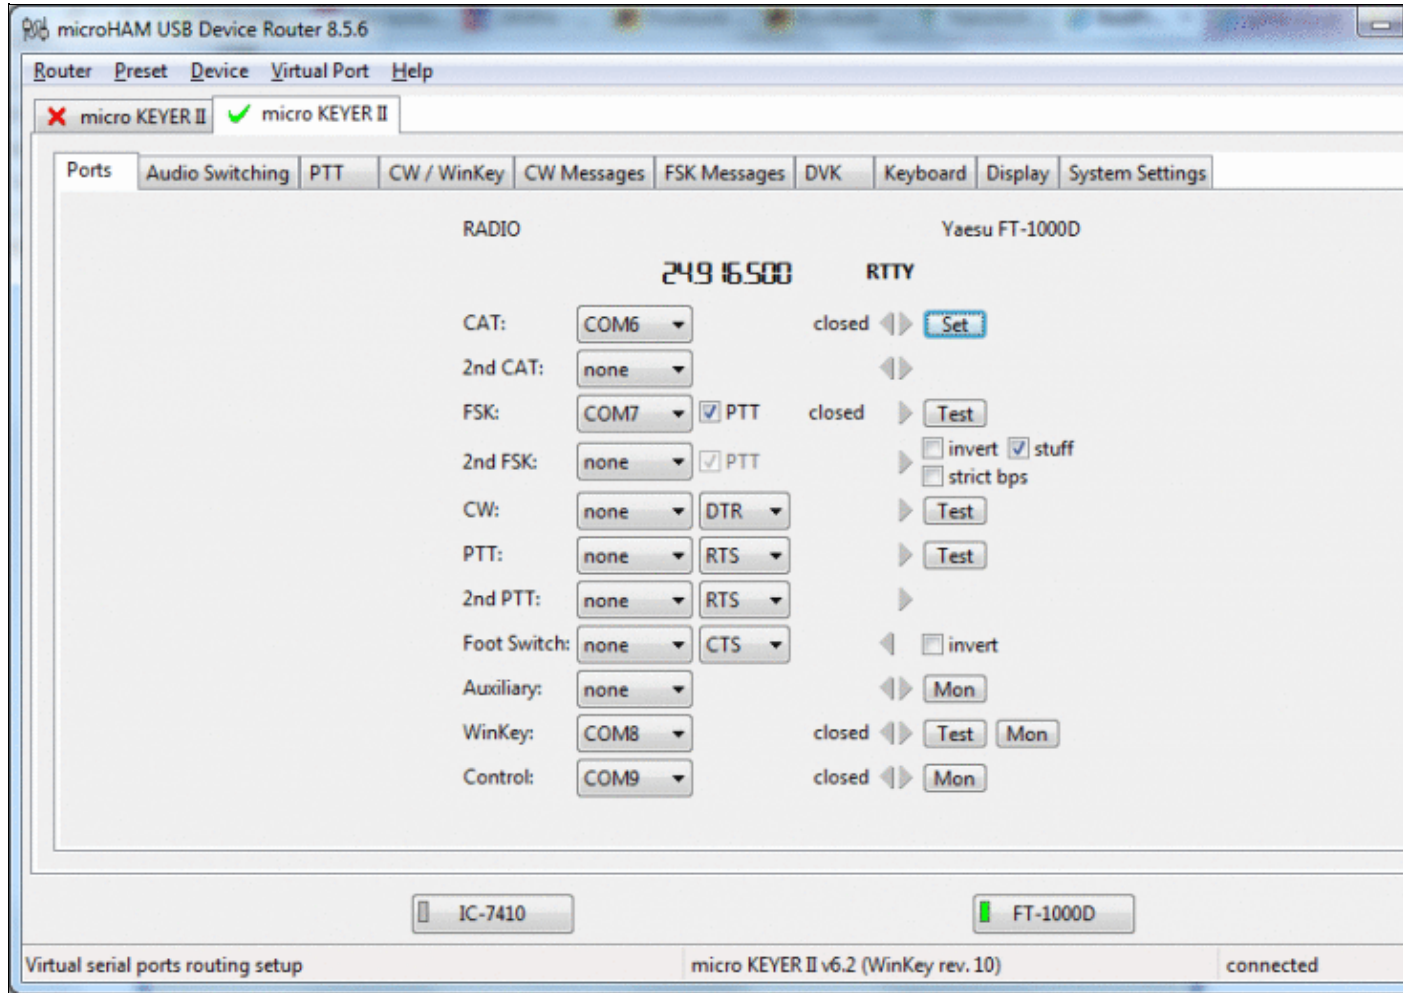 microHAM USB Device Router 8.5.6
Router Preset Device Virtual Port Help
micro KEYER II micro KEYER II
Ports Audio Switching PTT CW / WinKey CW Messages FSK Messages DVK Keyboard Display System Settings
RADIO Yaesu FT-1000D
24.916.500 RTTY
CAT: COM6 closed Set
2nd CAT: none
FSK: COM7 PTT closed Test
2nd FSK: none PTT invert stuff
strict bps
CW: none DTR Test
PTT: none RTS Test
2nd PTT: none RTS
Foot Switch: none CTS invert
Auxiliary: none Mon
WinKey: COM8 closed Test Mon
Control: COM9 closed Mon
IC-7410 FT-1000D
Virtual serial ports routing setup micro KEYER II v6.2 (WinKey rev. 10) connected